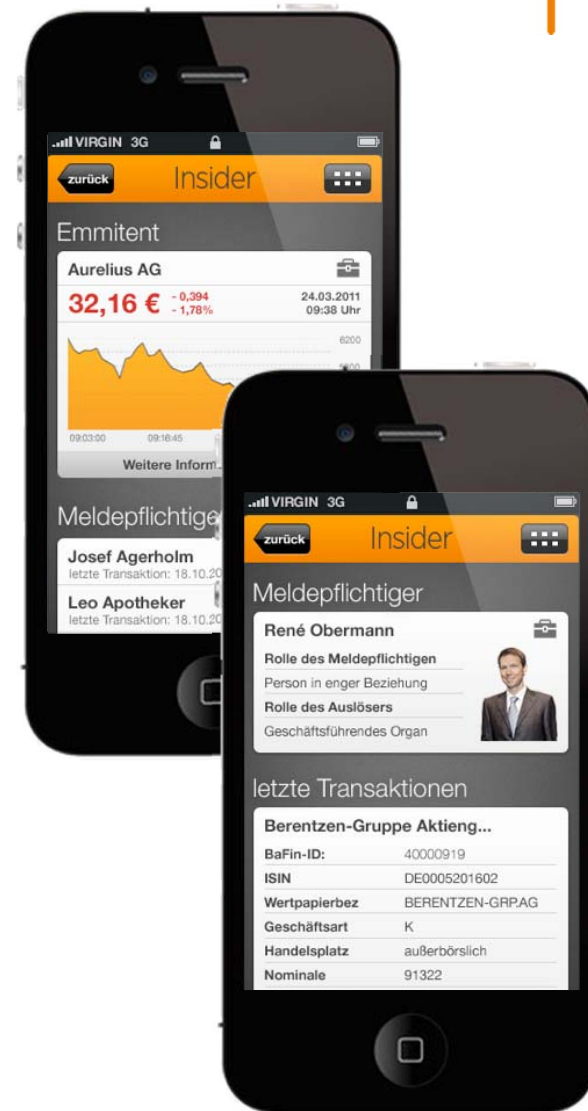 VIRGIN 3G
zurück
Insider
Emmitent
Aurelius AG
32,16 €
- 0,394
- 1,78%
24.03.2011
09:38 Uhr
6200
09:03:00
09:16:45
Weitere
Josef Agerholm
letzte Transaktion: 18.10.20
Leo Apotheker
letzte Transaktion: 18.10.20
VIRGIN 3G
zurück
Insider
Meldepflichtiger
René Obermann
Rolle des Meldepflichtigen
Person in enger Beziehung
Rolle des Auslösers
Geschäftsführendes Organ
letzte Transaktionen
Berentzen-Gruppe Aktieng...
BaFin-ID: 40000919
ISIN DE0005201602
Wertpapierbez BERENTZEN-GRP.AG
Geschäftsart K
Handelsplatz außerbörslich
Nominale 91322